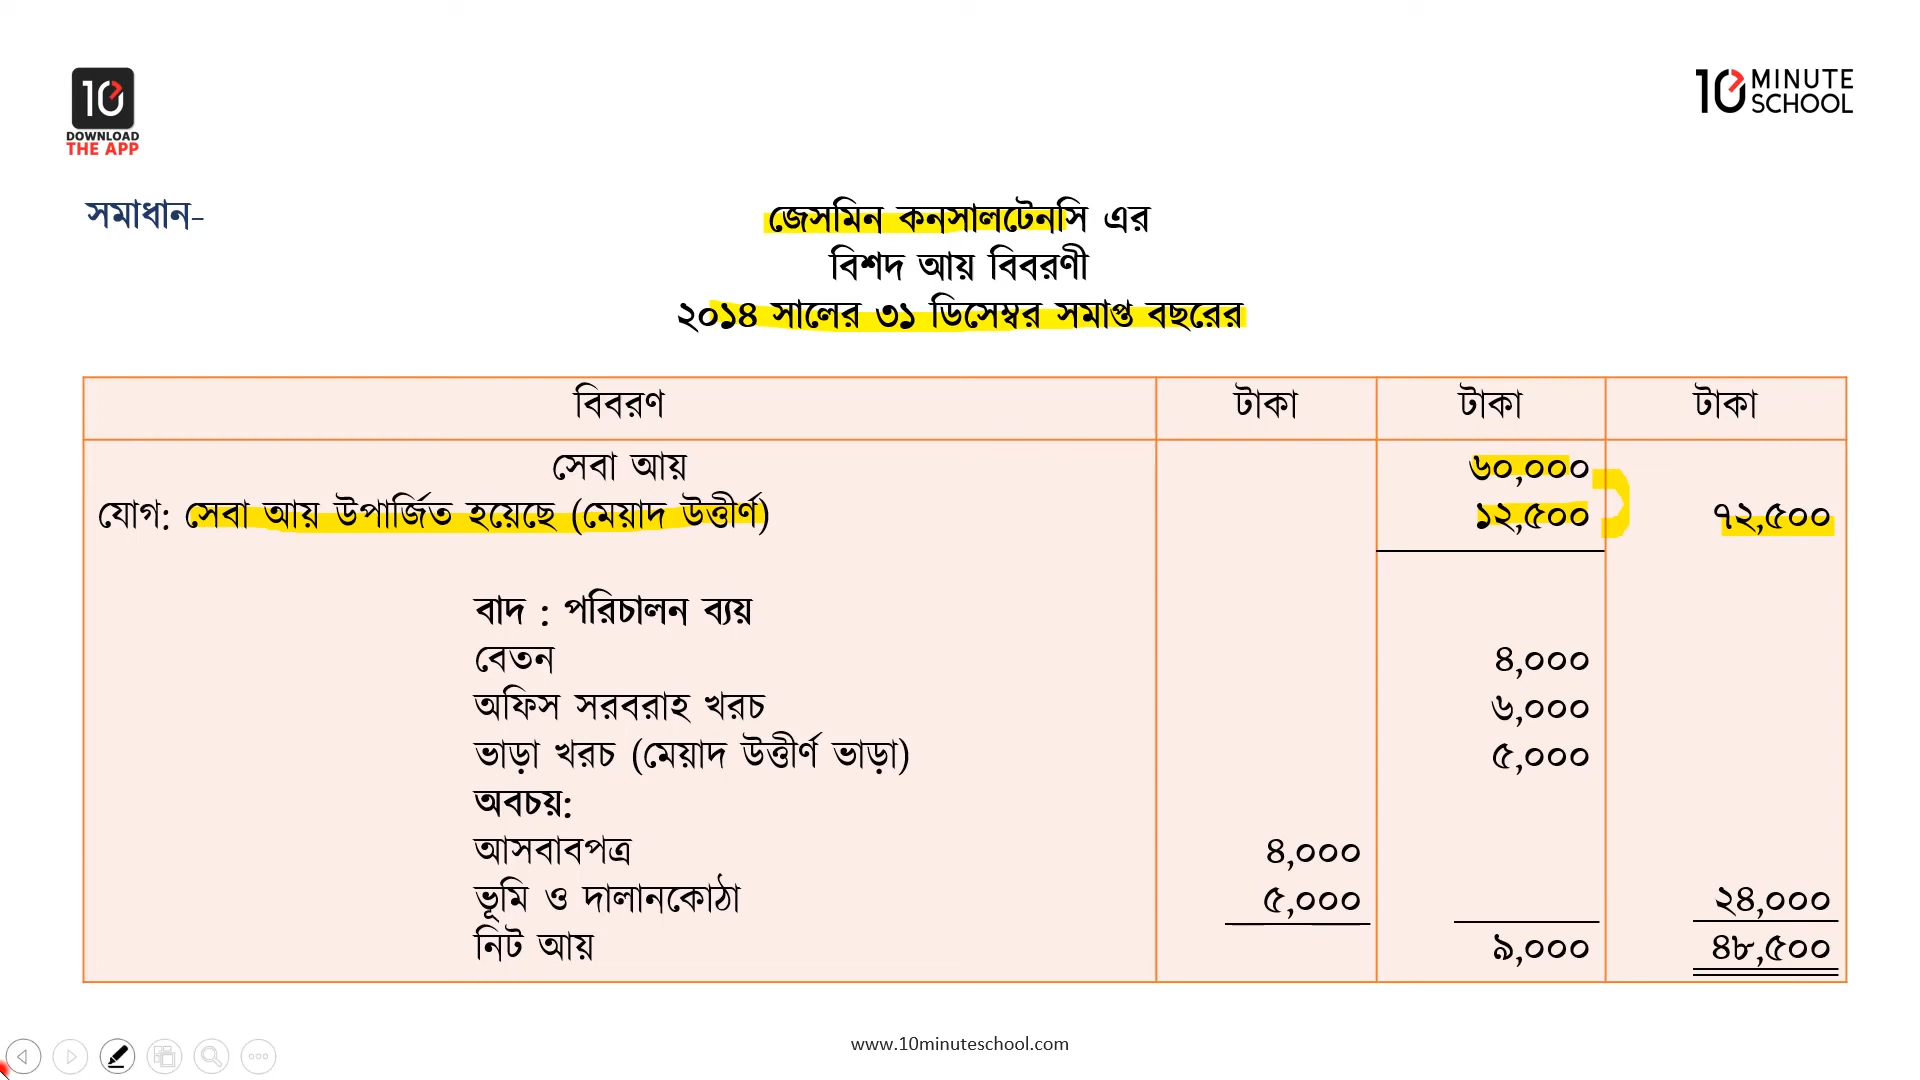 10
DOWNLOAD
THE APP
10 MINUTE
SCHOOL
সমাধান-
জেসমিন কনসালটেনসি এর
বিশদ আয় বিবরণী
২০১৪ সালের ৩১ ডিসেম্বর সমাপ্ত বছরের
বিবরণ টাকা টাকা টাকা
সেবা আয় ৬০,০০০
যোগ: সেবা আয় উপার্জিত হয়েছে (মেয়াদ উত্তীর্ণ) ১২,৫০০ ৭২,৫০০
বাদ : পরিচালন ব্যয়
বেতন ৪,০০০
অফিস সরবরাহ খরচ ৬,০০০
ভাড়া খরচ (মেয়াদ উত্তীর্ণ ভাড়া) ৫,০০০
অবচয়:
আসবাবপত্র ৪,০০০
ভূমি ও দালানকোঠা ৫,০০০ ২৪,০০০
নিট আয় ৯,০০০ ৪৮,৫০০
www.10minuteschool.com